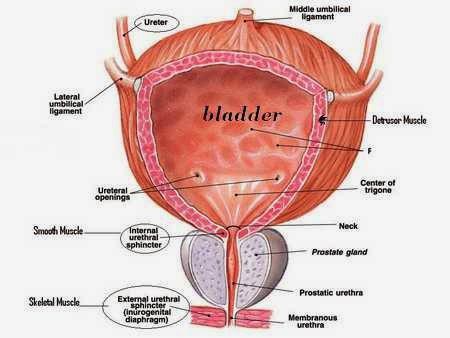 Ureter
Middle umbilical
ligament
Lateral
umbilical
ligament
bladder
Detrusor Muscle
F
Ureteral
openings
Center of
trigone
Smooth Muscle
Internal
urethral
sphincter
Neck
Prostate gland
Prostatic urethra
Skeletal Muscle
External urethral
sphincter
(inurogenital
diaphragm)
Membranous
urethra